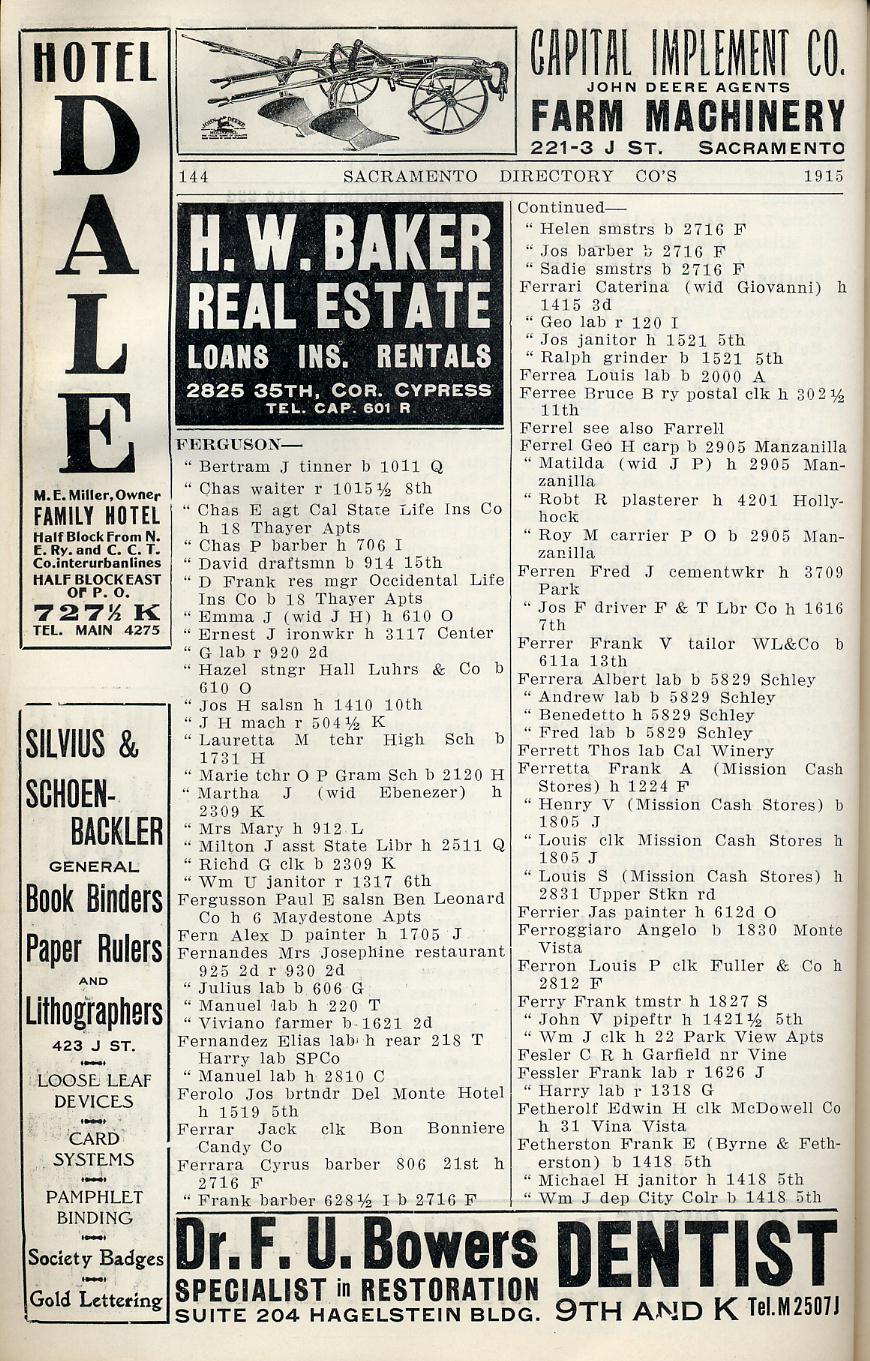 HOTEL
DALE
M. E. Miller, Owner
FAMILY HOTEL
Half Block From N.
E. Ry. and C. C. T.
Co. interurban lines
HALF BLOCK EAST
OF P. O.
727½ K
TEL. MAIN 4275
SILVIUS &
SCHOEN-
BACKLER
GENERAL
Book Binders
Paper Rulers
AND
Lithographers
423 J ST.
LOOSE LEAF
DEVICES
CARD
SYSTEMS
PAMPHLET
BINDING
Society Badges
Gold Lettering
JOHN DEERE
CAPITAL IMPLEMENT CO.
JOHN DEERE AGENTS
FARM MACHINERY
221-3 J ST. SACRAMENTO
144 SACRAMENTO DIRECTORY CO'S 1915
H. W. BAKER
REAL ESTATE
LOANS INS. RENTALS
2825 35TH, COR. CYPRESS
TEL. CAP. 601 R
FERGUSON—
" Bertram J tinner b 1011 Q
" Chas waiter r 1015½ 8th
" Chas E agt Cal State Life Ins Co
h 18 Thayer Apts
" Chas P barber h 706 I
" David draftsmn b 914 15th
" D Frank res mgr Occidental Life
Ins Co b 18 Thayer Apts
" Emma J (wid J H) h 610 O
" Ernest J ironwkr h 3117 Center
" G lab r 920 2d
" Hazel stngr Hall Luhrs & Co b
610 O
" Jos H salsn h 1410 10th
" J H mach r 504½ K
" Lauretta M tchr High Sch b
1731 H
" Marie tchr O P Gram Sch b 2120 H
" Martha J (wid Ebenezer) h
2309 K
" Mrs Mary h 912 L
" Milton J asst State Libr h 2511 Q
" Richd G clk b 2309 K
" Wm U janitor r 1317 6th
Fergusson Paul E salsn Ben Leonard
Co h 6 Maydestone Apts
Fern Alex D painter h 1705 J
Fernandes Mrs Josephine restaurant
925 2d r 930 2d
" Julius lab b 606 G
" Manuel lab h 220 T
" Viviano farmer b 1621 2d
Fernandez Elias lab h rear 218 T
Harry lab SPCo
" Manuel lab h 2810 C
Ferolo Jos brtndr Del Monte Hotel
h 1519 5th
Ferrar Jack clk Bon Bonniere
Candy Co
Ferrara Cyrus barber 806 21st h
2716 F
" Frank barber 628½ I b 2716 F
Continued—
" Helen smstrs b 2716 F
" Jos barber b 2716 F
" Sadie smstrs b 2716 F
Ferrari Caterina (wid Giovanni) h
1415 3d
" Geo lab r 120 I
" Jos janitor h 1521 5th
" Ralph grinder b 1521 5th
Ferrea Louis lab b 2000 A
Ferree Bruce B ry postal clk h 302½
11th
Ferrel see also Farrell
Ferrel Geo H carp b 2905 Manzanilla
" Matilda (wid J P) h 2905 Man-
zanilla
" Robt R plasterer h 4201 Holly-
hock
" Roy M carrier P O b 2905 Man-
zanilla
Ferren Fred J cementwkr h 3709
Park
" Jos F driver F & T Lbr Co h 1616
7th
Ferrer Frank V tailor WL&Co b
611a 13th
Ferrera Albert lab b 5829 Schley
" Andrew lab b 5829 Schley
" Benedetto h 5829 Schley
" Fred lab b 5829 Schley
Ferrett Thos lab Cal Winery
Ferretta Frank A (Mission Cash
Stores) h 1224 F
" Henry V (Mission Cash Stores) b
1805 J
" Louis clk Mission Cash Stores h
1805 J
" Louis S (Mission Cash Stores) h
2831 Upper Stkn rd
Ferrier Jas painter h 612d O
Ferroggiaro Angelo b 1830 Monte
Vista
Ferron Louis P clk Fuller & Co h
2812 F
Ferry Frank tmstr h 1827 S
" John V pipeftr h 1421½ 5th
" Wm J clk h 22 Park View Apts
Fesler C R h Garfield nr Vine
Fessler Frank lab r 1626 J
" Harry lab r 1318 G
Fetherolf Edwin H clk McDowell Co
h 31 Vina Vista
Fetherston Frank E (Byrne & Feth-
erston) b 1418 5th
" Michael H janitor h 1418 5th
" Wm J dep City Colr b 1418 5th
Dr. F. U. Bowers DENTIST
SPECIALIST in RESTORATION
SUITE 204 HAGELSTEIN BLDG. 9TH AND K Tel. M 2507J